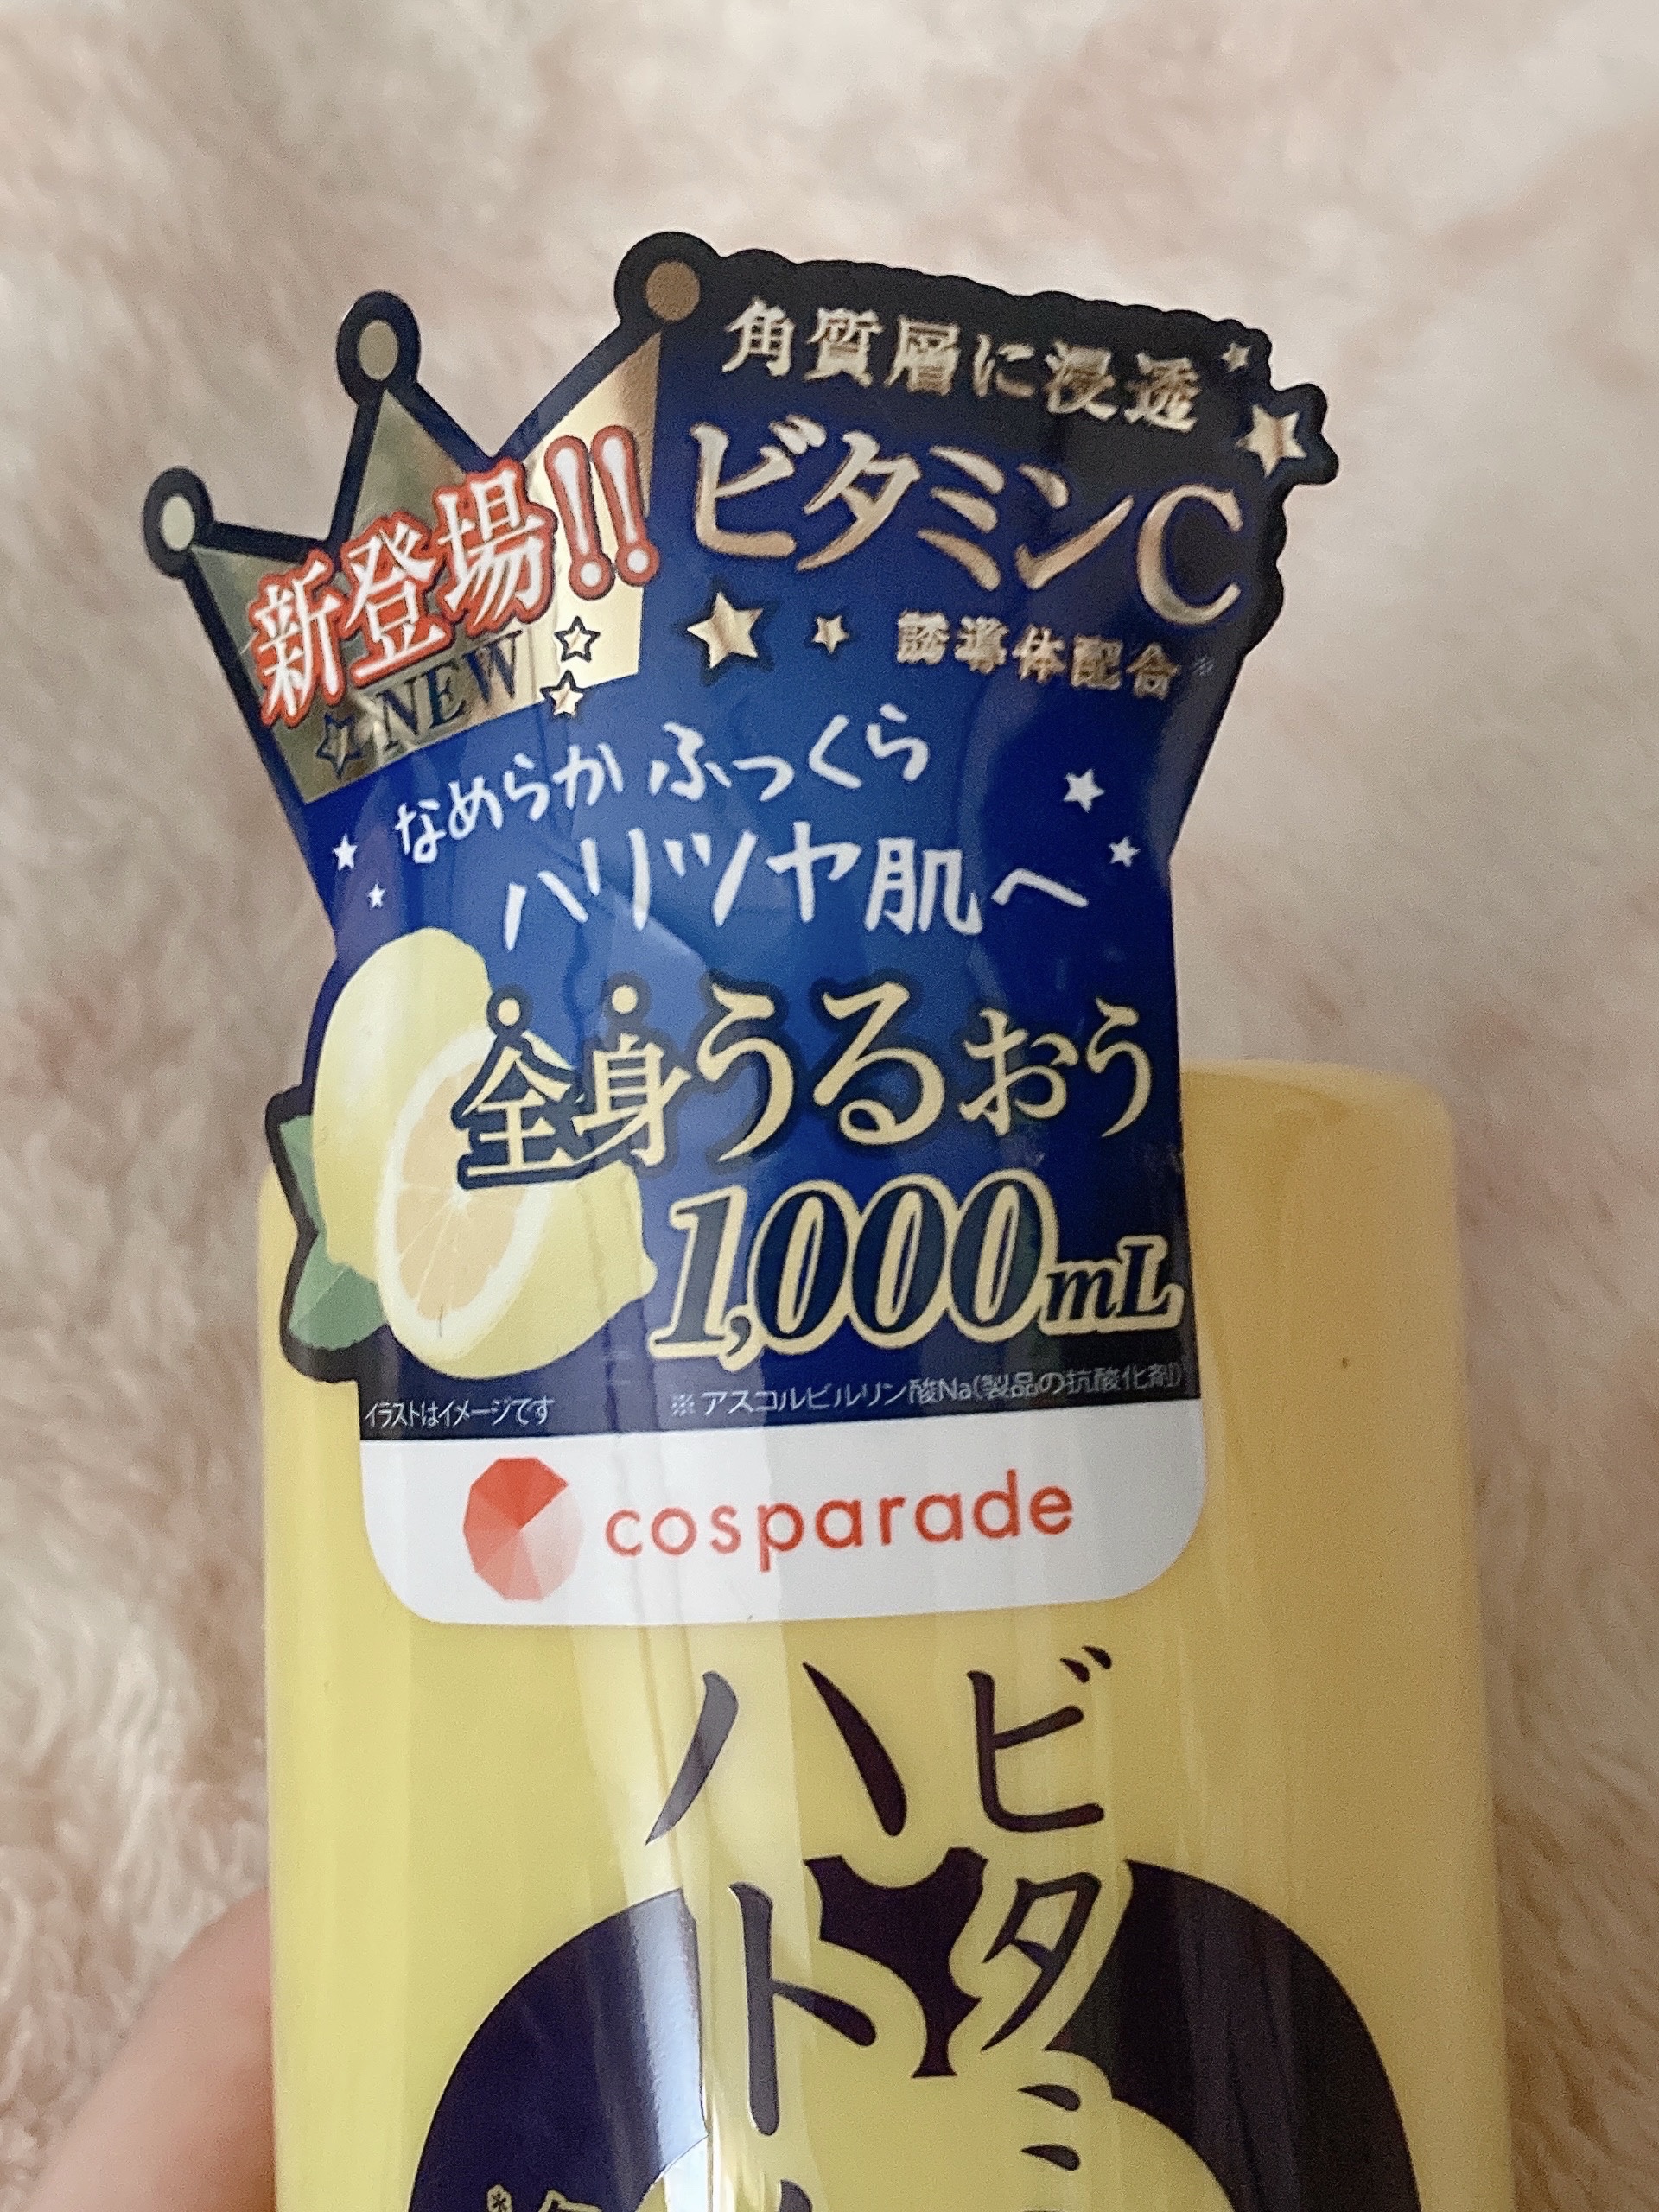 新登場!!
NEW
角質層に浸透
ビタミンC
誘導体配合※
なめらか ふっくら
ハリツヤ肌へ
全身うるおう
1,000mL
イラストはイメージです
※アスコルビルリン酸Na(製品の抗酸化剤)
cosparade
ビタミ
ハト